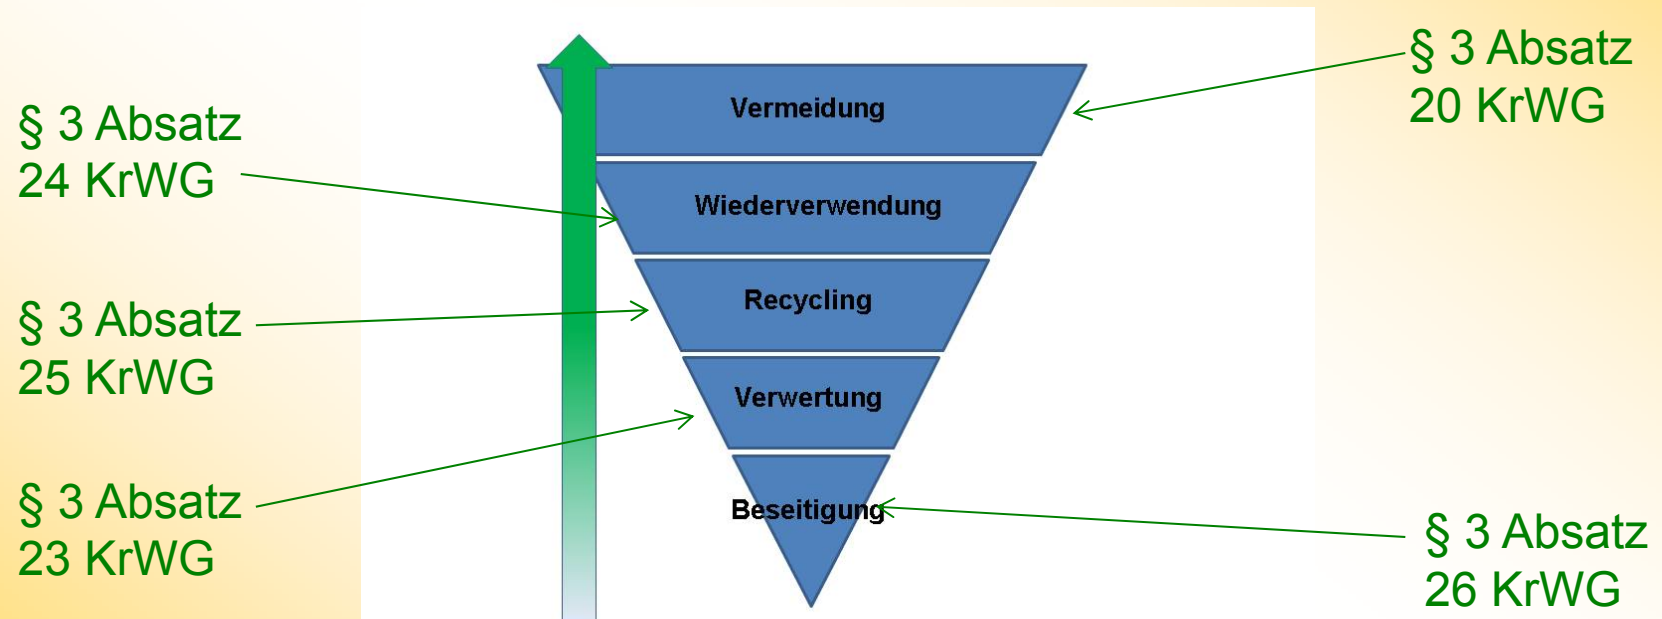 § 3 Absatz
24 KrWG
§ 3 Absatz
25 KrWG
§ 3 Absatz
23 KrWG
Vermeidung
Wiederverwendung
Recycling
Verwertung
Beseitigung
§ 3 Absatz
20 KrWG
§ 3 Absatz
26 KrWG